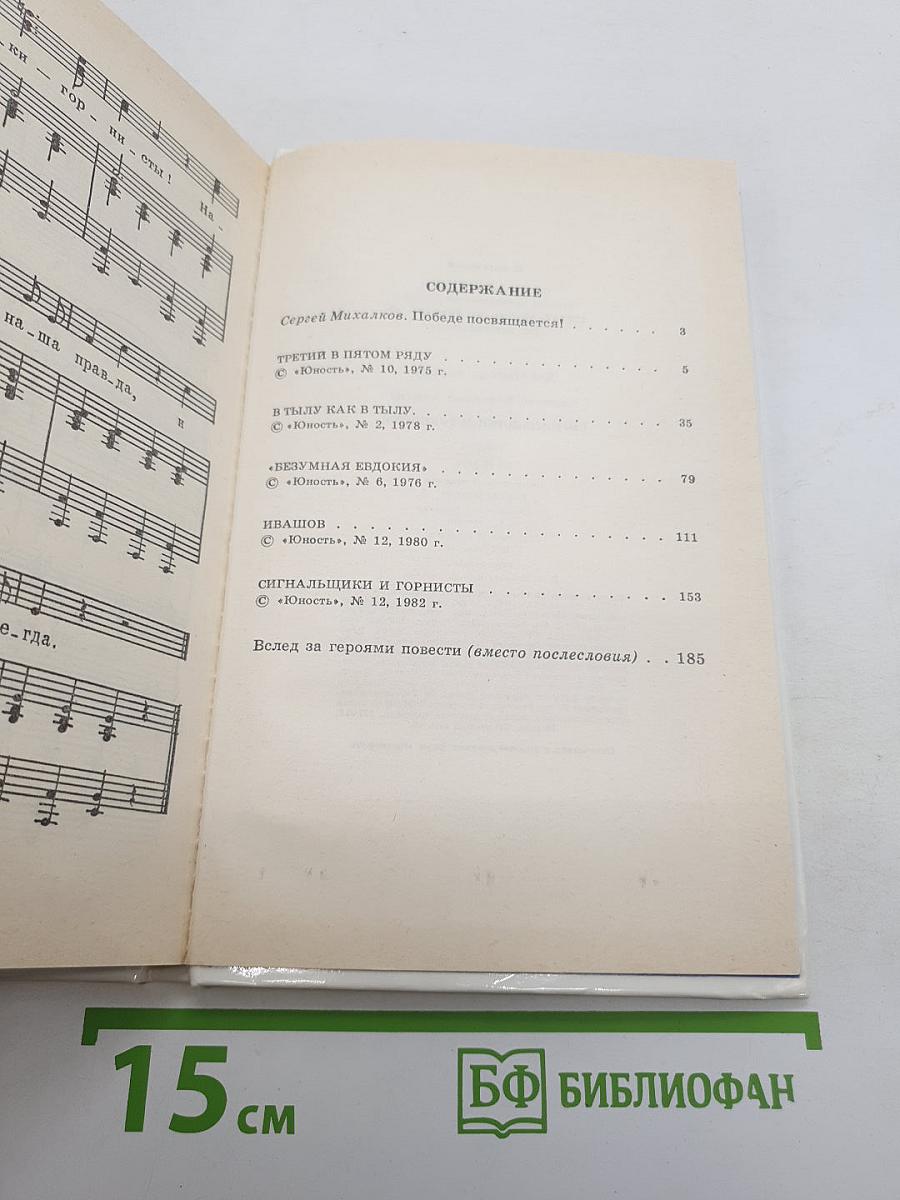 ки — гор — ни — сты! На —
на — ша прав — да, и
е — гда.
СОДЕРЖАНИЕ
Сергей Михалков. Победе посвящается! . . . . . . 3
ТРЕТИЙ В ПЯТОМ РЯДУ . . . . . . . . . . . . 5
© «Юность», № 10, 1975 г.
В ТЫЛУ КАК В ТЫЛУ. . . . . . . . . . . . . 35
© «Юность», № 2, 1978 г.
«БЕЗУМНАЯ ЕВДОКИЯ» . . . . . . . . . . . . 79
© «Юность», № 6, 1976 г.
ИВАШОВ . . . . . . . . . . . . . . . . . 111
© «Юность», № 12, 1980 г.
СИГНАЛЬЩИКИ И ГОРНИСТЫ . . . . . . . . . . . 153
© «Юность», № 12, 1982 г.
Вслед за героями повести (вместо послесловия) . . 185
15 см
БФ БИБЛИОФАН